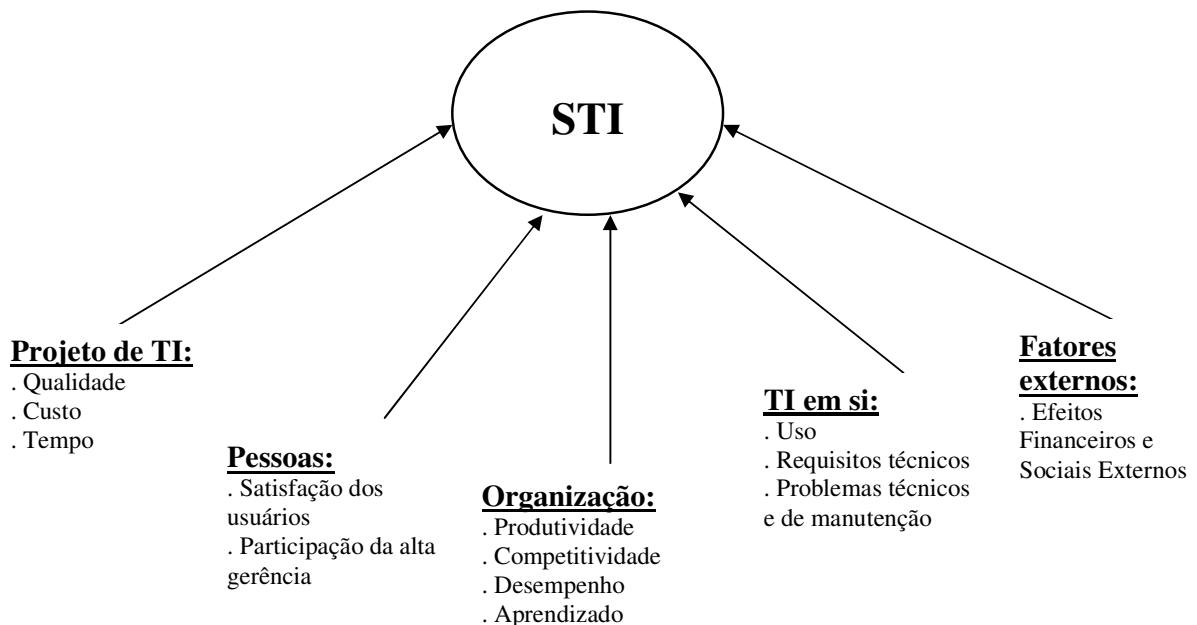 STI
Projeto de TI:
. Qualidade
. Custo
. Tempo
Pessoas:
. Satisfação dos
usuários
. Participação da alta
gerência
Organização:
. Produtividade
. Competitividade
. Desempenho
. Aprendizado
TI em si:
. Uso
. Requisitos técnicos
. Problemas técnicos
e de manutenção
Fatores
externos:
. Efeitos
Financeiros e
Sociais Externos